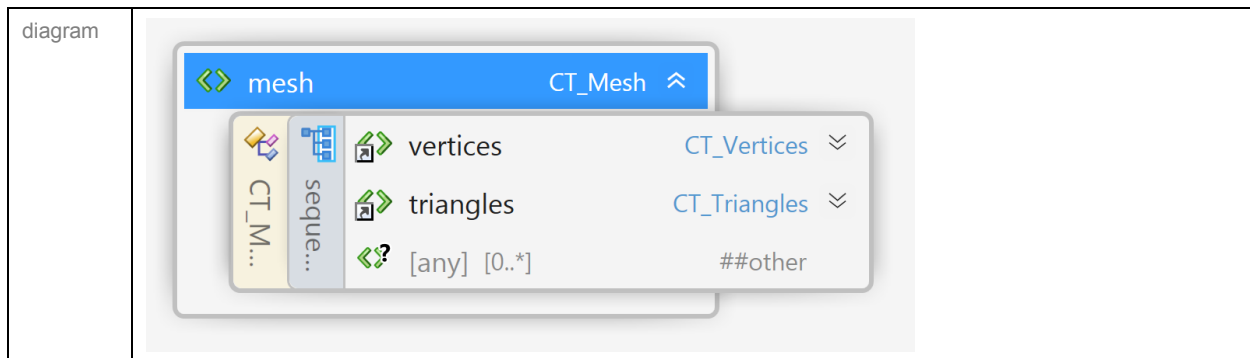 diagram
mesh CT_Mesh
vertices CT_Vertices
triangles CT_Triangles
[any] [0..*] ##other
CT_M...
seque...